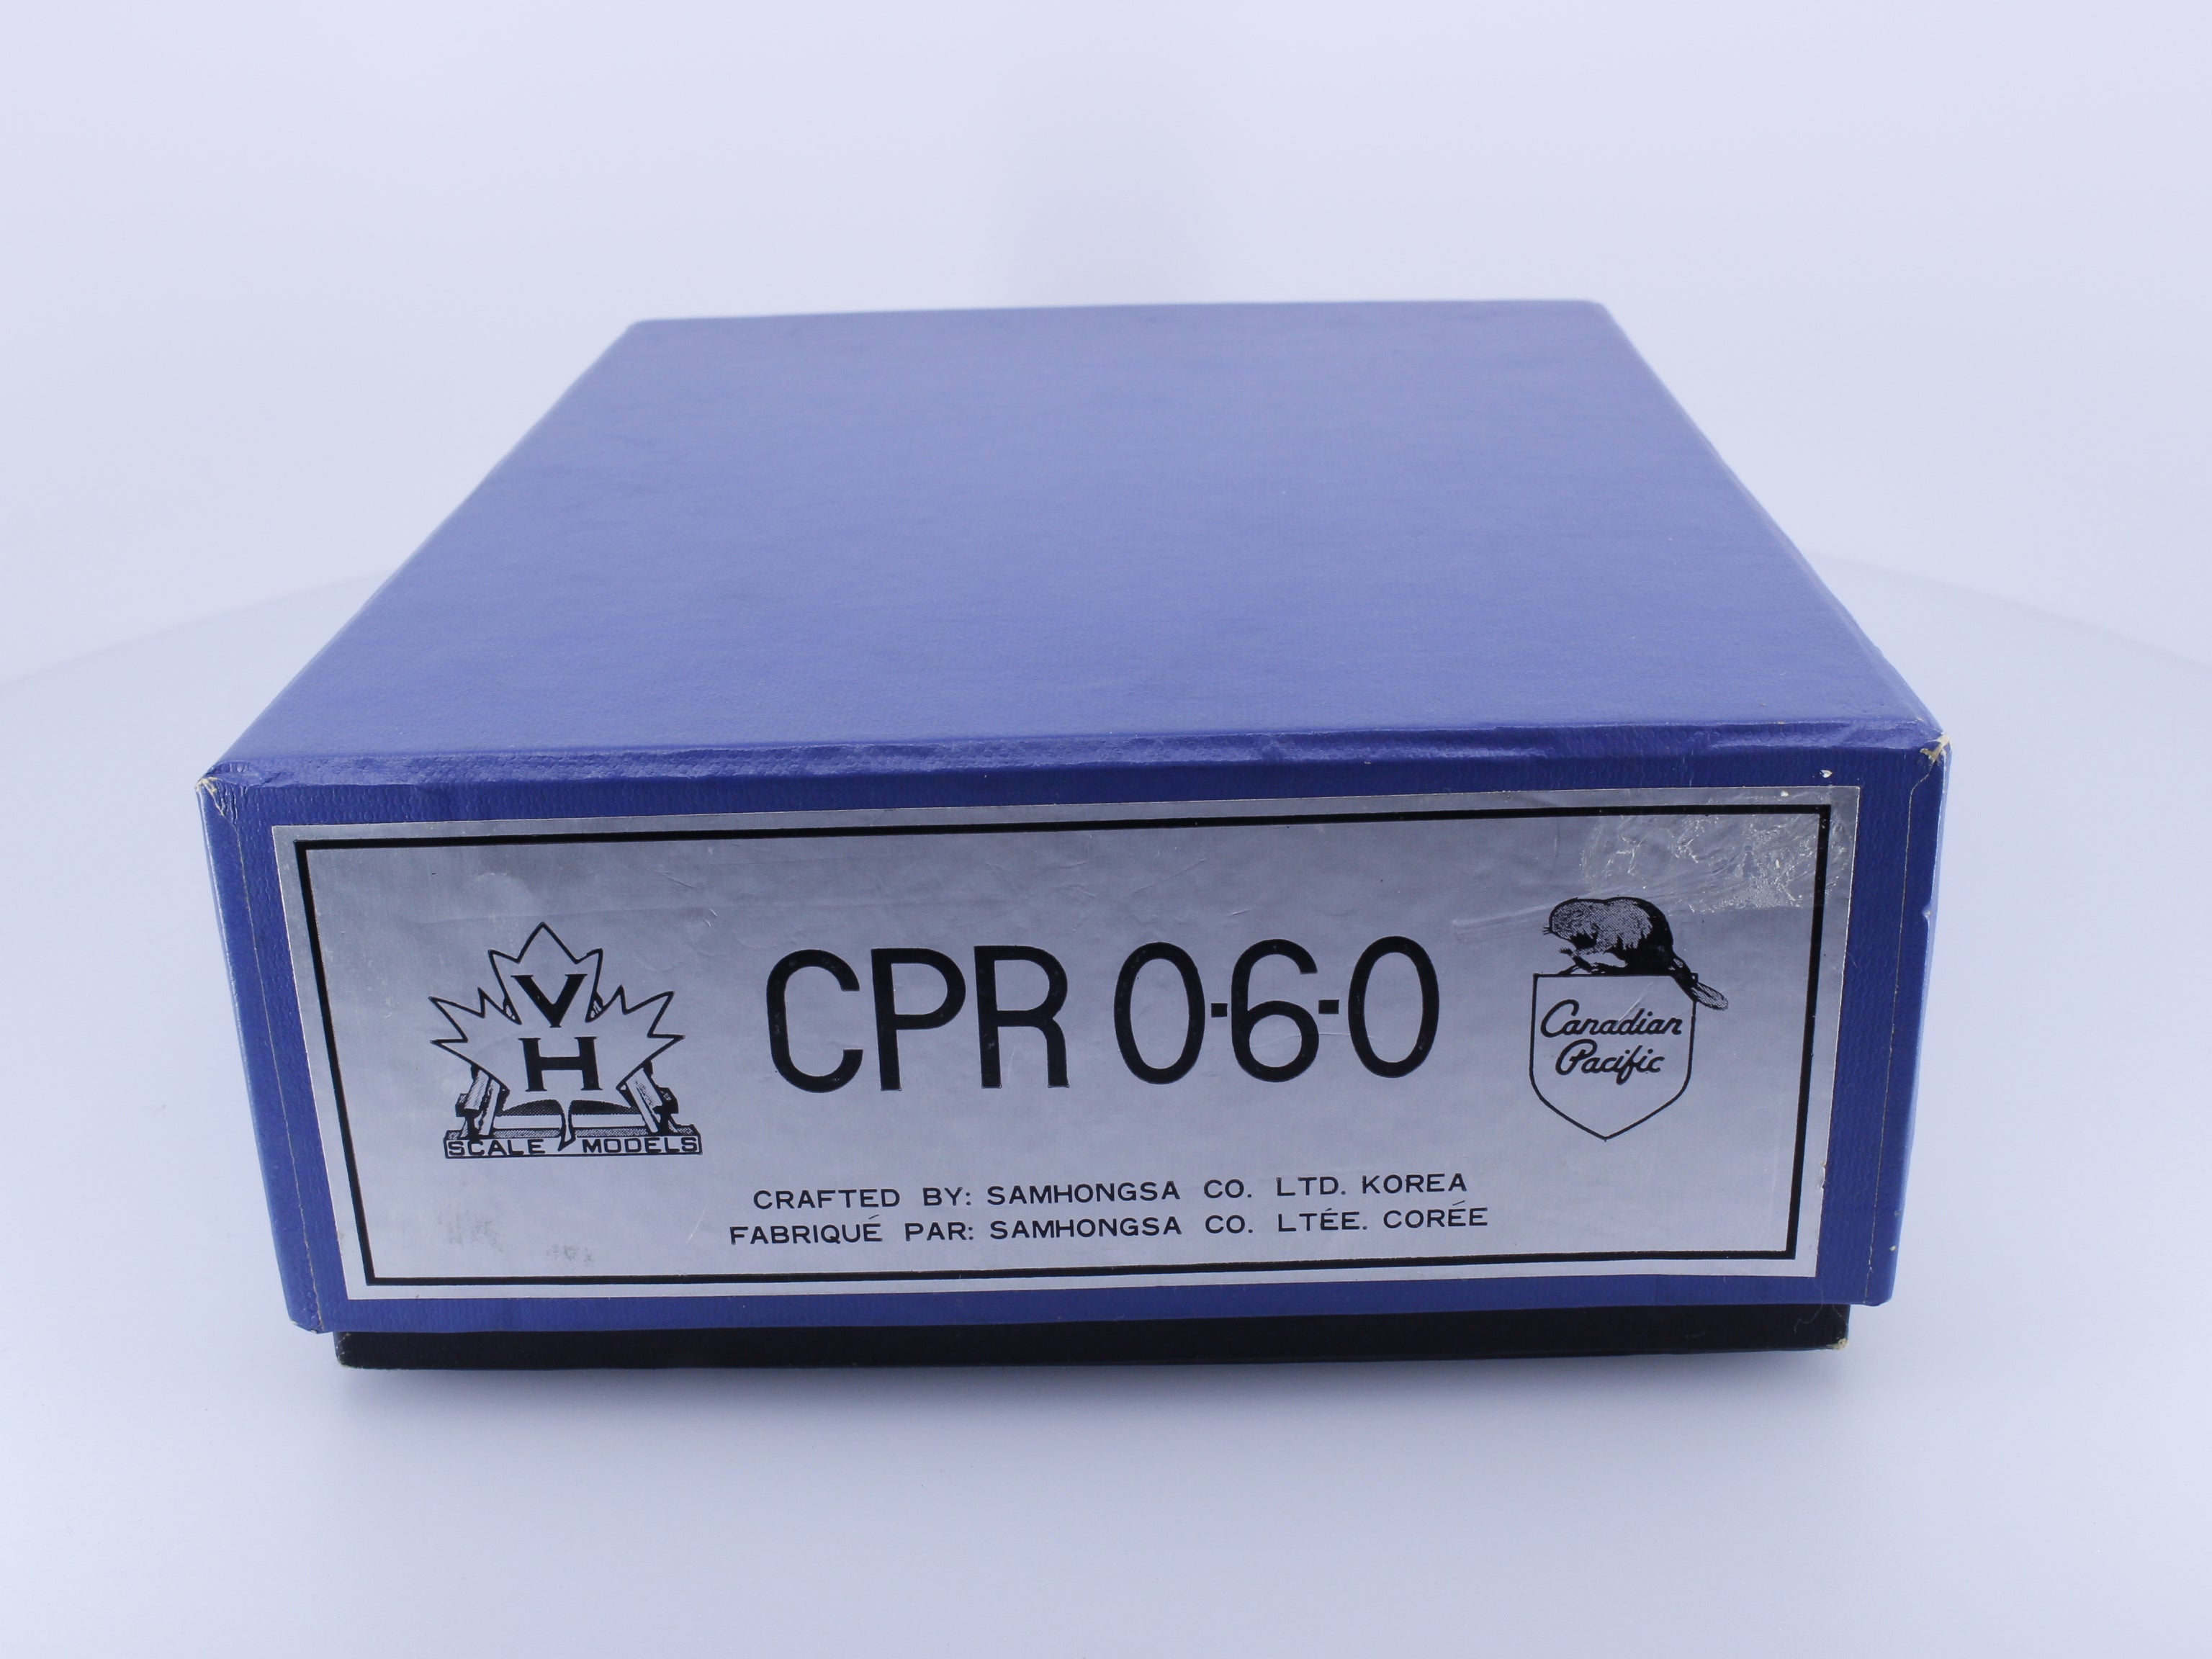 V
H
SCALE MODELS
CPR 0-6-0
Canadian
Pacific
CRAFTED BY: SAMHONGSA CO. LTD. KOREA
FABRIQUÉ PAR: SAMHONGSA CO. LTÉE. CORÉE